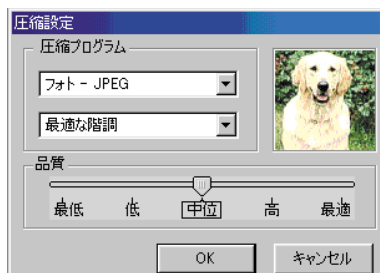 圧縮設定
圧縮プログラム
フォト - JPEG
最適な階調
品質
最低 低 中位 高 最適
OK キャンセル